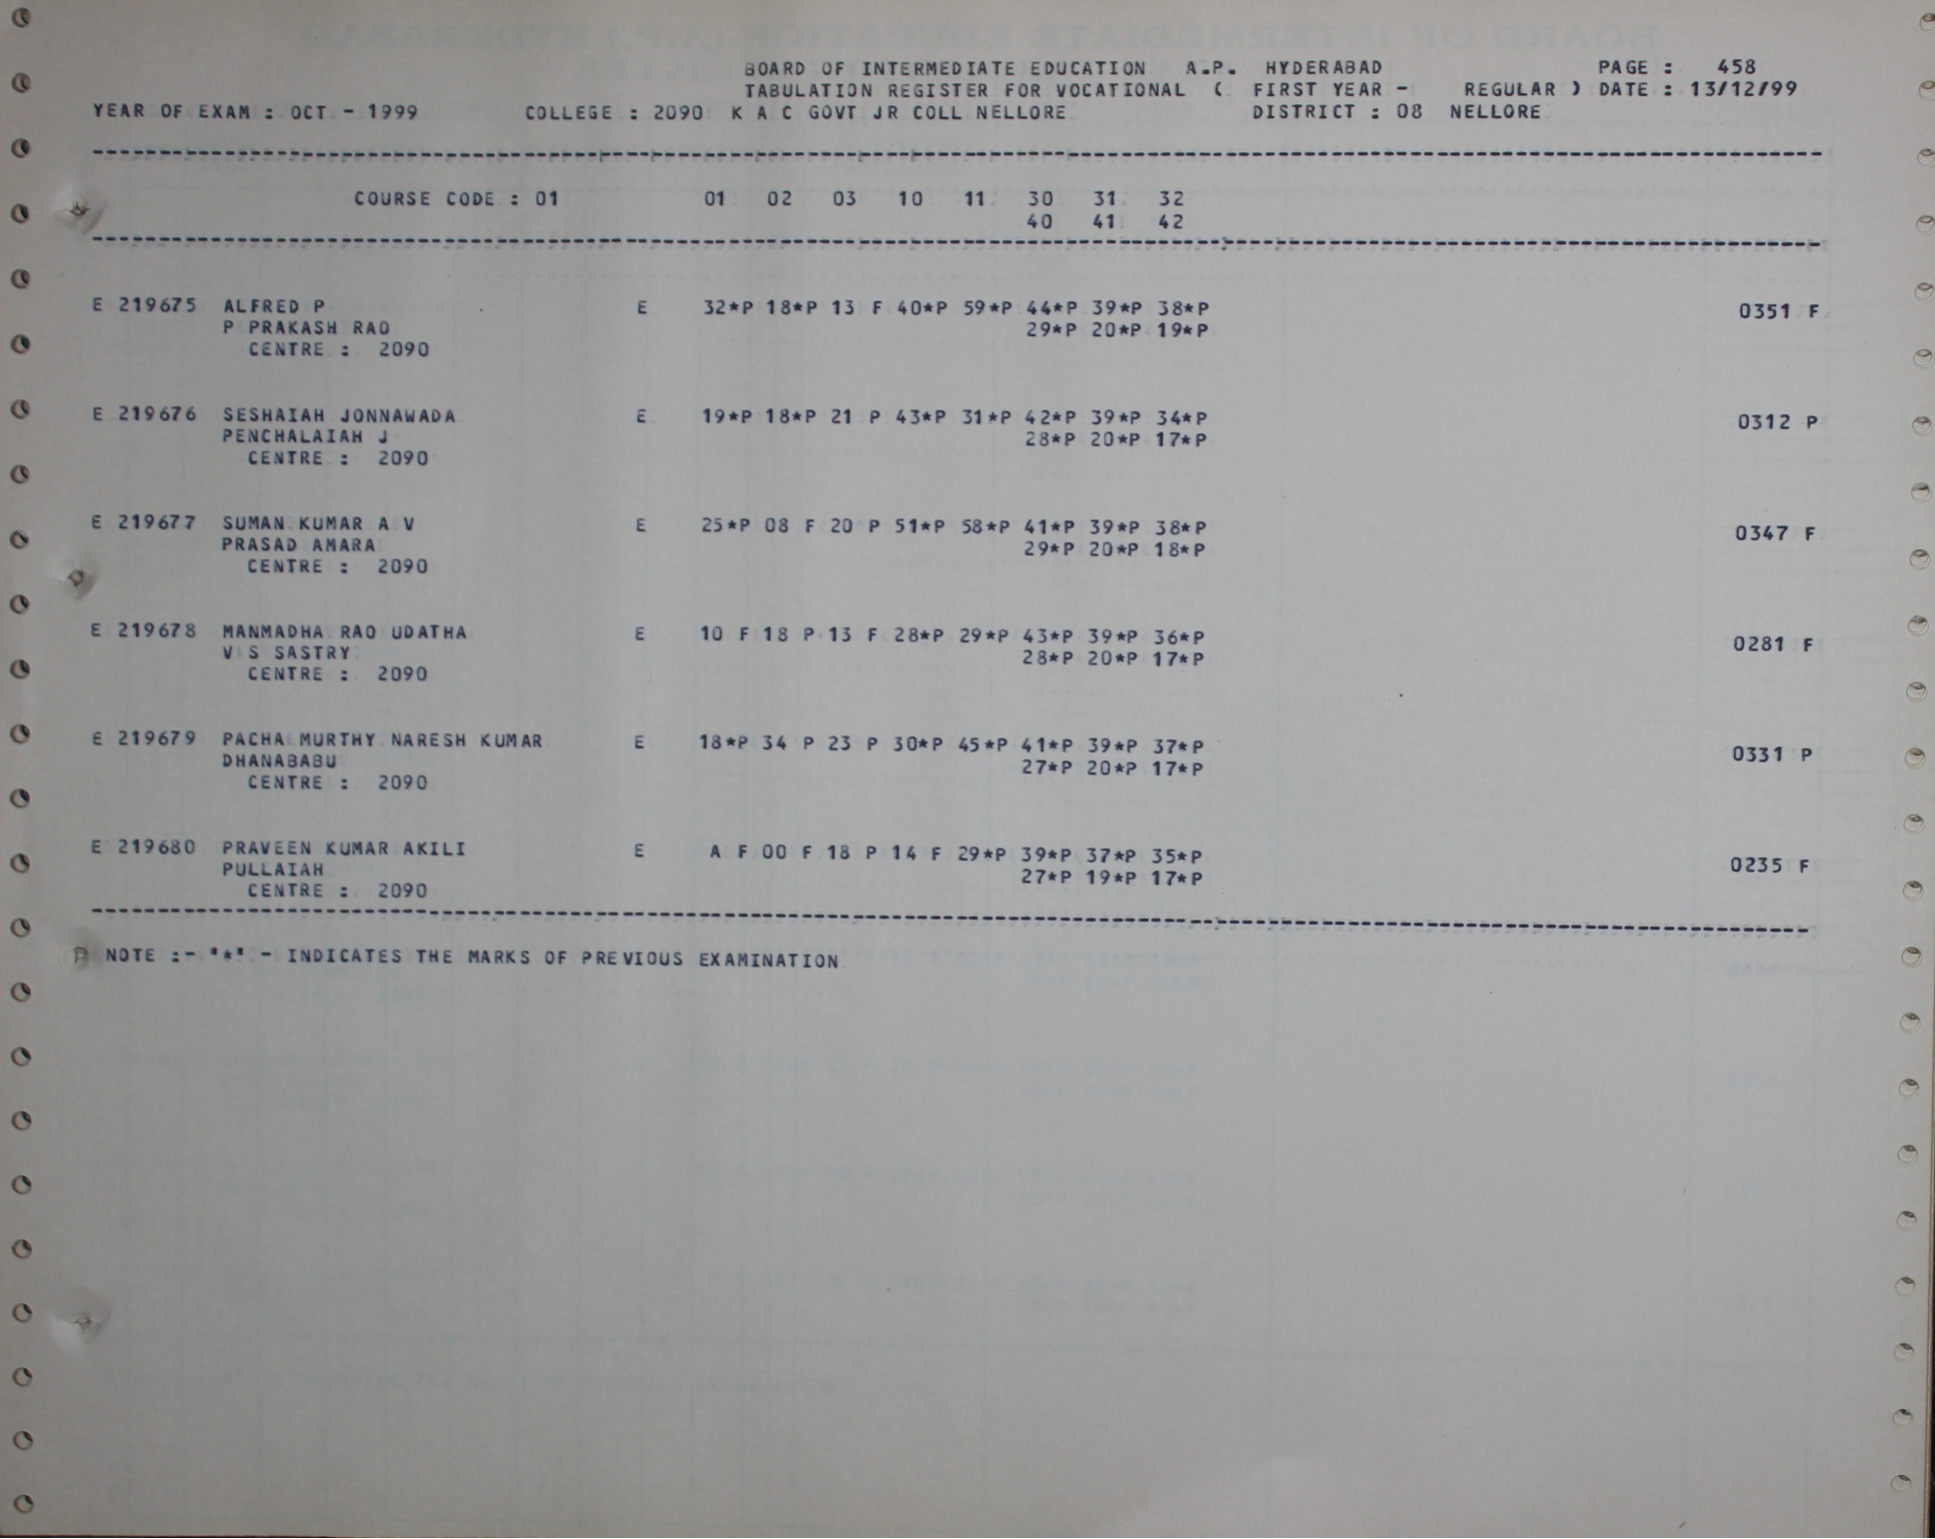 BOARD OF INTERMEDIATE EDUCATION A.P. HYDERABAD PAGE : 458
TABULATION REGISTER FOR VOCATIONAL ( FIRST YEAR - REGULAR ) DATE : 13/12/99
YEAR OF EXAM : OCT - 1999 COLLEGE : 2090 K A C GOVT JR COLL NELLORE DISTRICT : 08 NELLORE
COURSE CODE : 01 01 02 03 10 11 30 31 32
40 41 42
E 219675 ALFRED P E 32*P 18*P 13 F 40*P 59*P 44*P 39*P 38*P 0351 F
P PRAKASH RAO 29*P 20*P 19*P
CENTRE : 2090
E 219676 SESHAIAH JONNAWADA E 19*P 18*P 21 P 43*P 31*P 42*P 39*P 34*P 0312 P
PENCHALAIAH J 28*P 20*P 17*P
CENTRE : 2090
E 219677 SUMAN KUMAR A V E 25*P 08 F 20 P 51*P 58*P 41*P 39*P 38*P 0347 F
PRASAD AMARA 29*P 20*P 18*P
CENTRE : 2090
E 219678 MANMADHA RAO UDATHA E 10 F 18 P 13 F 28*P 29*P 43*P 39*P 36*P 0281 F
V S SASTRY 28*P 20*P 17*P
CENTRE : 2090
E 219679 PACHA MURTHY NARESH KUMAR E 18*P 34 P 23 P 30*P 45*P 41*P 39*P 37*P 0331 P
DHANABABU 27*P 20*P 17*P
CENTRE : 2090
E 219680 PRAVEEN KUMAR AKILI E A F 00 F 18 P 14 F 29*P 39*P 37*P 35*P 0235 F
PULLAIAH 27*P 19*P 17*P
CENTRE : 2090
NOTE :- "*" - INDICATES THE MARKS OF PREVIOUS EXAMINATION